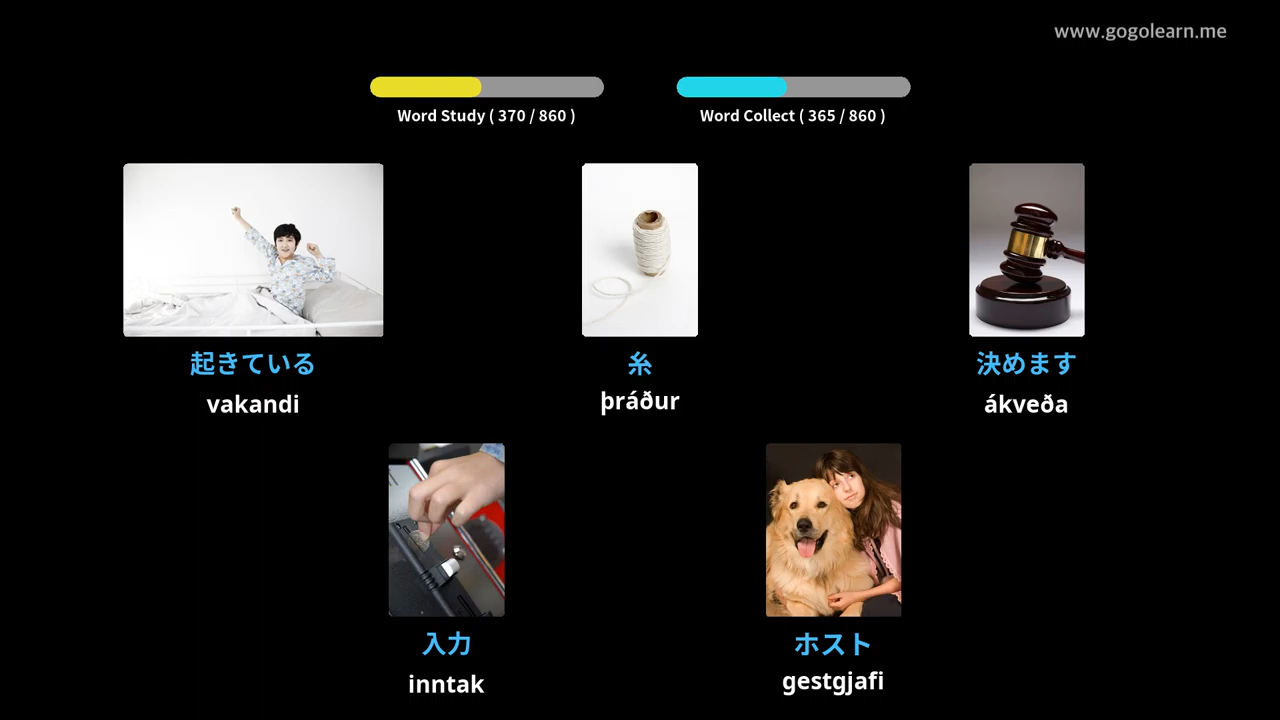 www.gogolearn.me
Word Study ( 370 / 860 )
Word Collect ( 365 / 860 )
起きている
vakandi
糸
þráður
決めます
ákveða
入力
inntak
ホスト
gestgjafi